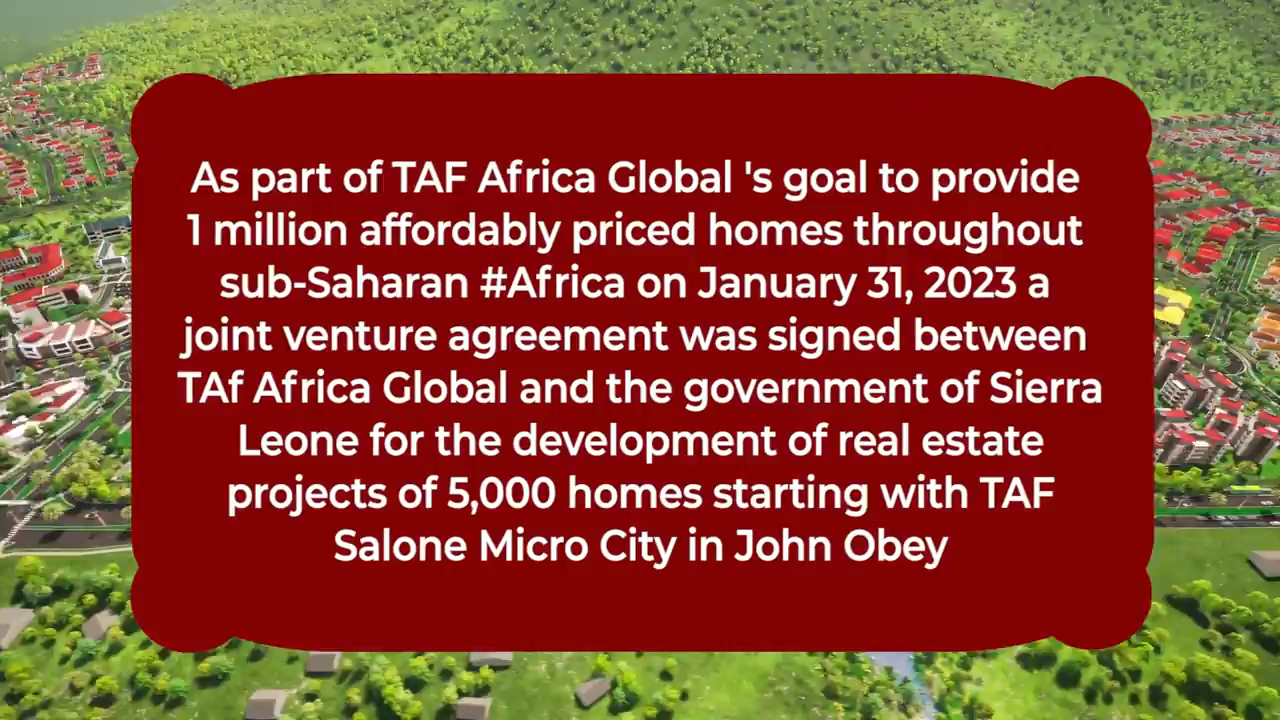 As part of TAF Africa Global 's goal to provide
1 million affordably priced homes throughout
sub-Saharan #Africa on January 31, 2023 a
joint venture agreement was signed between
TAf Africa Global and the government of Sierra
Leone for the development of real estate
projects of 5,000 homes starting with TAF
Salone Micro City in John Obey